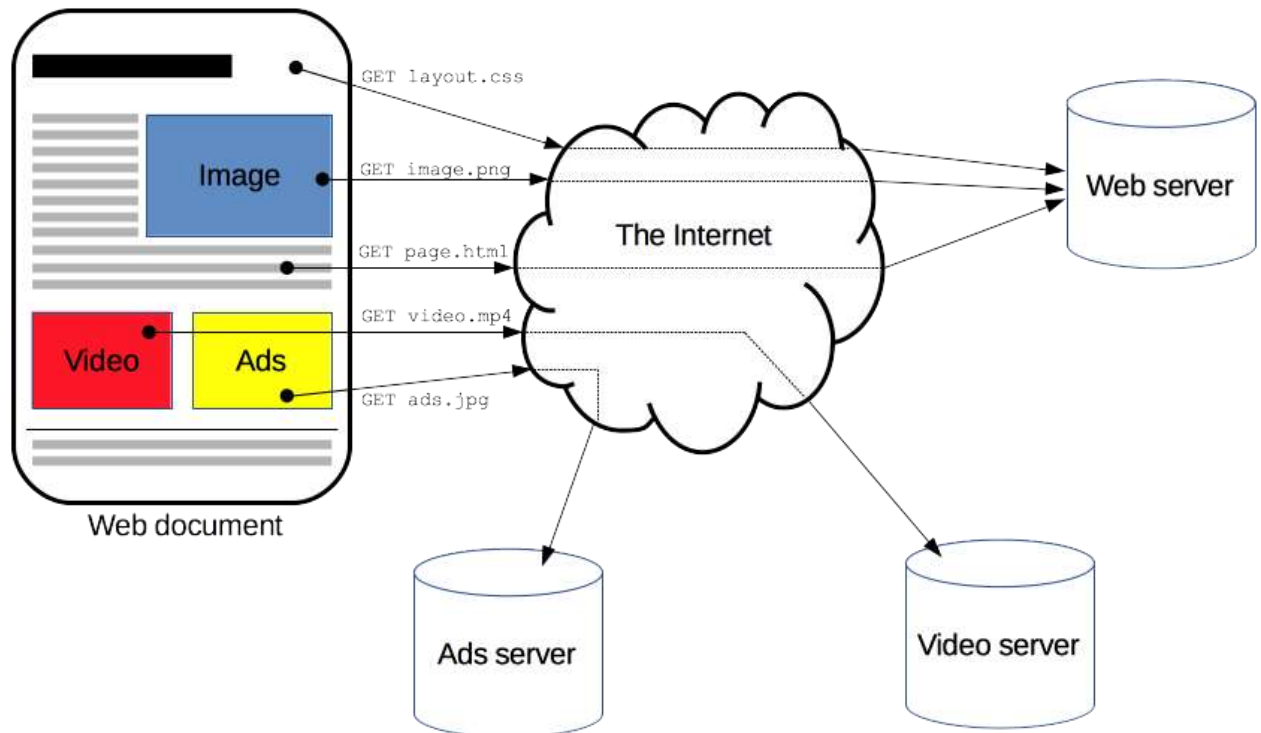 GET layout.css
Image
GET image.png
Web server
The Internet
GET page.html
GET video.mp4
Video
Ads
GET ads.jpg
Web document
Ads server
Video server